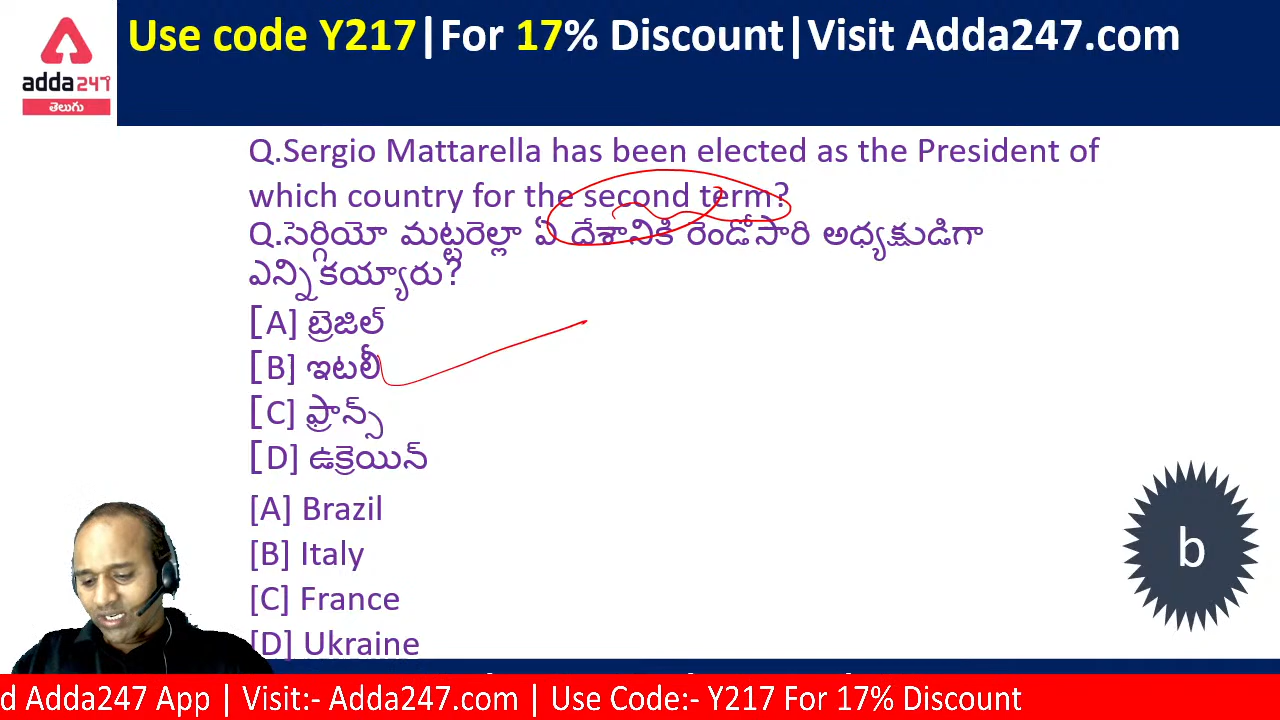 Use code Y217|For 17% Discount|Visit Adda247.com
adda247
తెలుగు
Q.Sergio Mattarella has been elected as the President of
which country for the second term?
Q.సెర్గియో మట్టరెల్లా ఏ దేశానికి రెండోసారి అధ్యక్షుడిగా
ఎన్నికయ్యారు?
[A] బ్రెజిల్
[B] ఇటలీ
[C] ఫ్రాన్స్
[D] ఉక్రెయిన్
[A] Brazil
[B] Italy
[C] France
[D] Ukraine
b
d Adda247 App | Visit:- Adda247.com | Use Code:- Y217 For 17% Discount